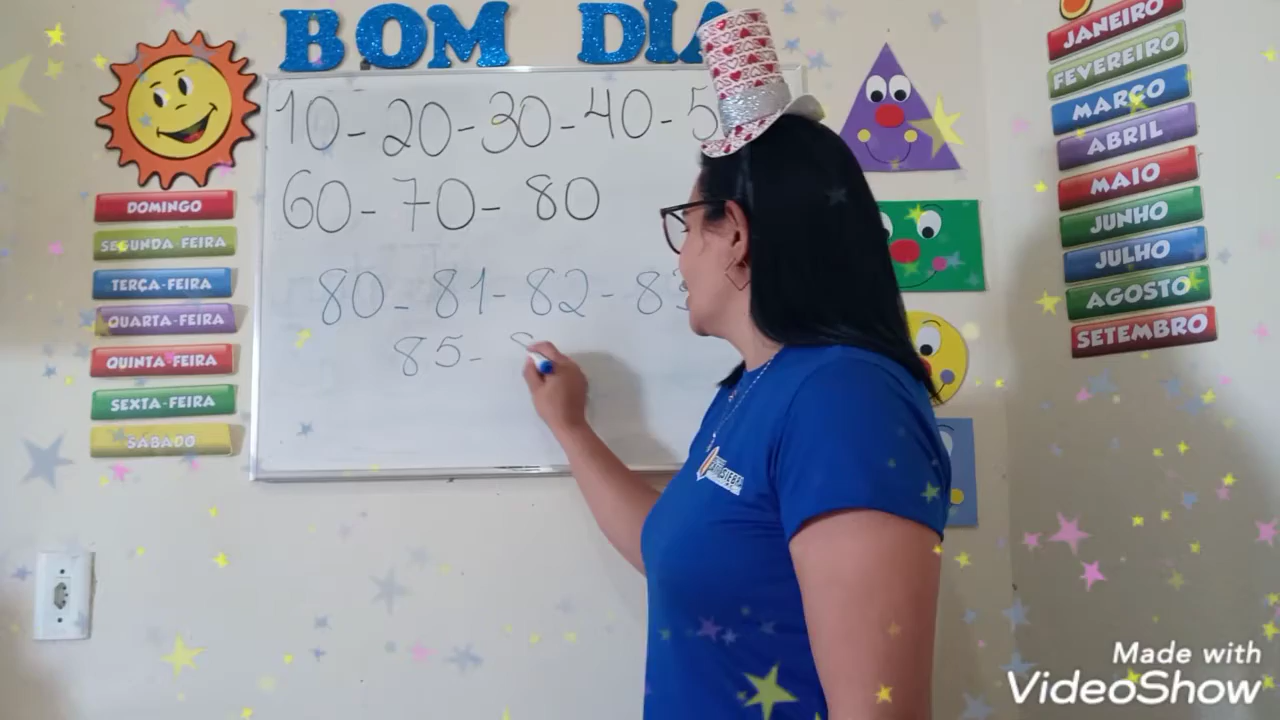 BOM DIA
10-20-30-40-5
60-70-80
80-81-82-83
85-8
DOMINGO
SEGUNDA FEIRA
TERÇA-FEIRA
QUARTA-FEIRA
QUINTA-FEIRA
SEXTA-FEIRA
SÁBADO
JANEIRO
FEVEREIRO
MARÇO
ABRIL
MAIO
JUNHO
JULHO
AGOSTO
SETEMBRO
Made with
VideoShow